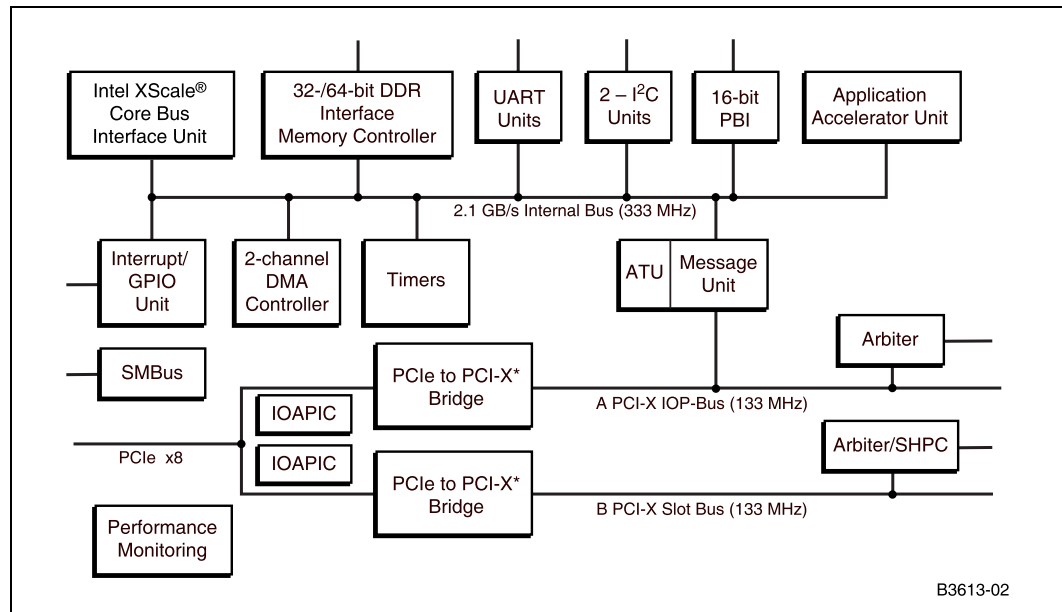 Intel XScale®
Core Bus
Interface Unit
32-/64-bit DDR
Interface
Memory Controller
UART
Units
2 – I²C
Units
16-bit
PBI
Application
Accelerator Unit
2.1 GB/s Internal Bus (333 MHz)
Interrupt/
GPIO
Unit
2-channel
DMA
Controller
Timers
ATU
Message
Unit
Arbiter
SMBus
PCIe to PCI-X*
Bridge
IOAPIC
A PCI-X IOP-Bus (133 MHz)
PCIe x8
IOAPIC
Arbiter/SHPC
PCIe to PCI-X*
Bridge
B PCI-X Slot Bus (133 MHz)
Performance
Monitoring
B3613-02